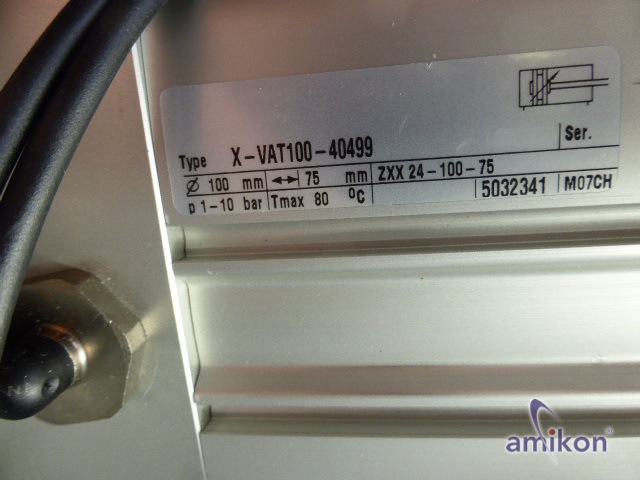 Ser.
Type X-VAT100-40499
Ø 100 mm ↔ 75 mm ZXX 24-100-75
p 1-10 bar Tmax 80 °C 5032341 M07CH
amikon®